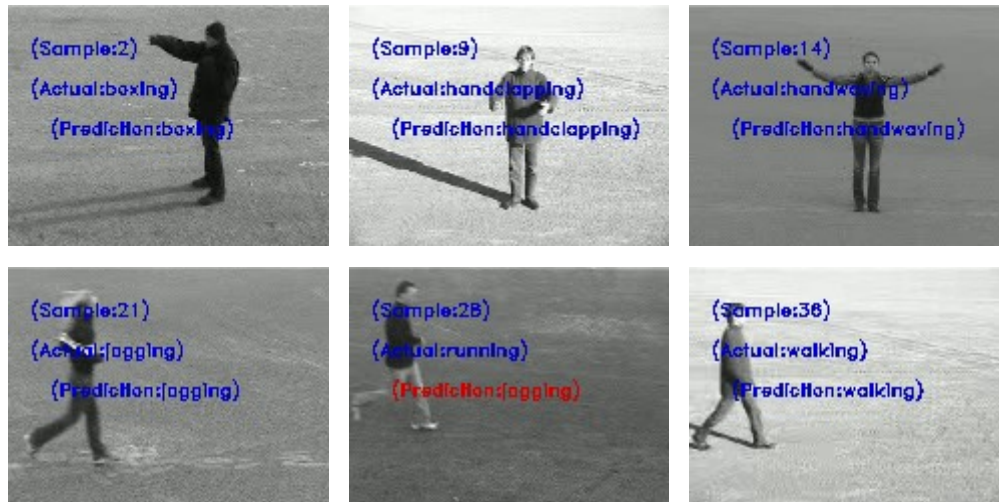 (Sample:2)
(Actual:boxing)
(Prediction:boxing)
(Sample:9)
(Actual:handclapping)
(Prediction:handclapping)
(Sample:14)
(Actual:handwaving)
(Prediction:handwaving)
(Sample:21)
(Actual:jogging)
(Prediction:jogging)
(Sample:28)
(Actual:running)
(Prediction:jogging)
(Sample:36)
(Actual:walking)
(Prediction:walking)